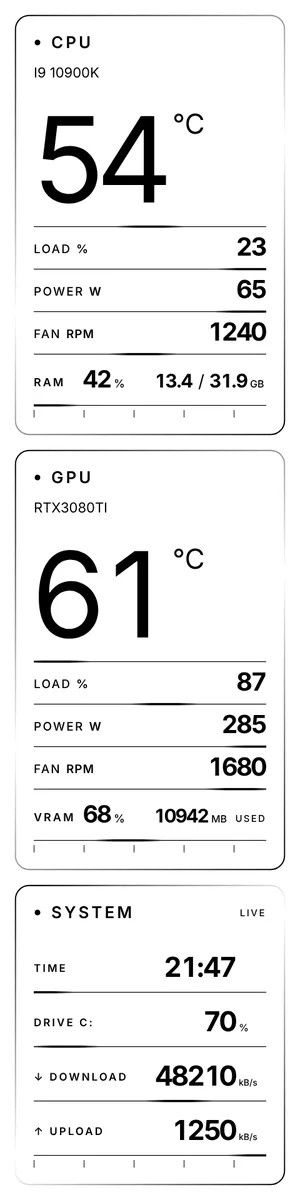 • CPU
I9 10900K
54 °C
LOAD % 23
POWER W 65
FAN RPM 1240
RAM 42 % 13.4 / 31.9 GB
• GPU
RTX3080TI
61 °C
LOAD % 87
POWER W 285
FAN RPM 1680
VRAM 68 % 10942 MB USED
• SYSTEM LIVE
TIME 21:47
DRIVE C: 70 %
↓ DOWNLOAD 48210 kB/s
↑ UPLOAD 1250 kB/s